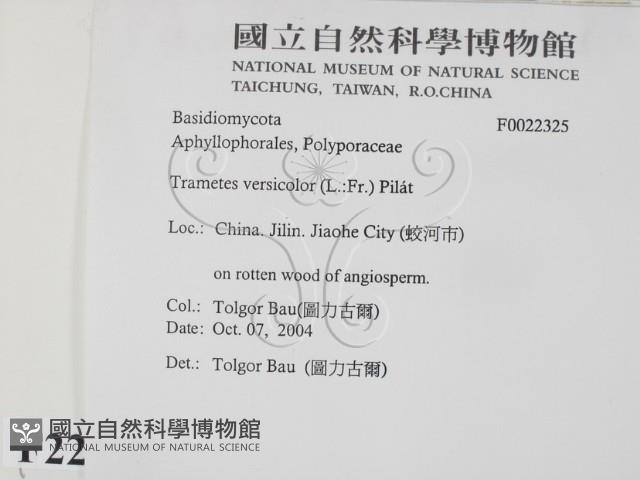 國立自然科學博物館
NATIONAL MUSEUM OF NATURAL SCIENCE
TAICHUNG, TAIWAN, R.O.CHINA
Basidiomycota F0022325
Aphyllophorales, Polyporaceae
Trametes versicolor (L.:Fr.) Pilát
Loc.: China. Jilin. Jiaohe City (蛟河市)
on rotten wood of angiosperm.
Col.: Tolgor Bau(圖力古爾)
Date: Oct. 07, 2004
Det.: Tolgor Bau (圖力古爾)
國立自然科學博物館
NATIONAL MUSEUM OF NATURAL SCIENCE
F22